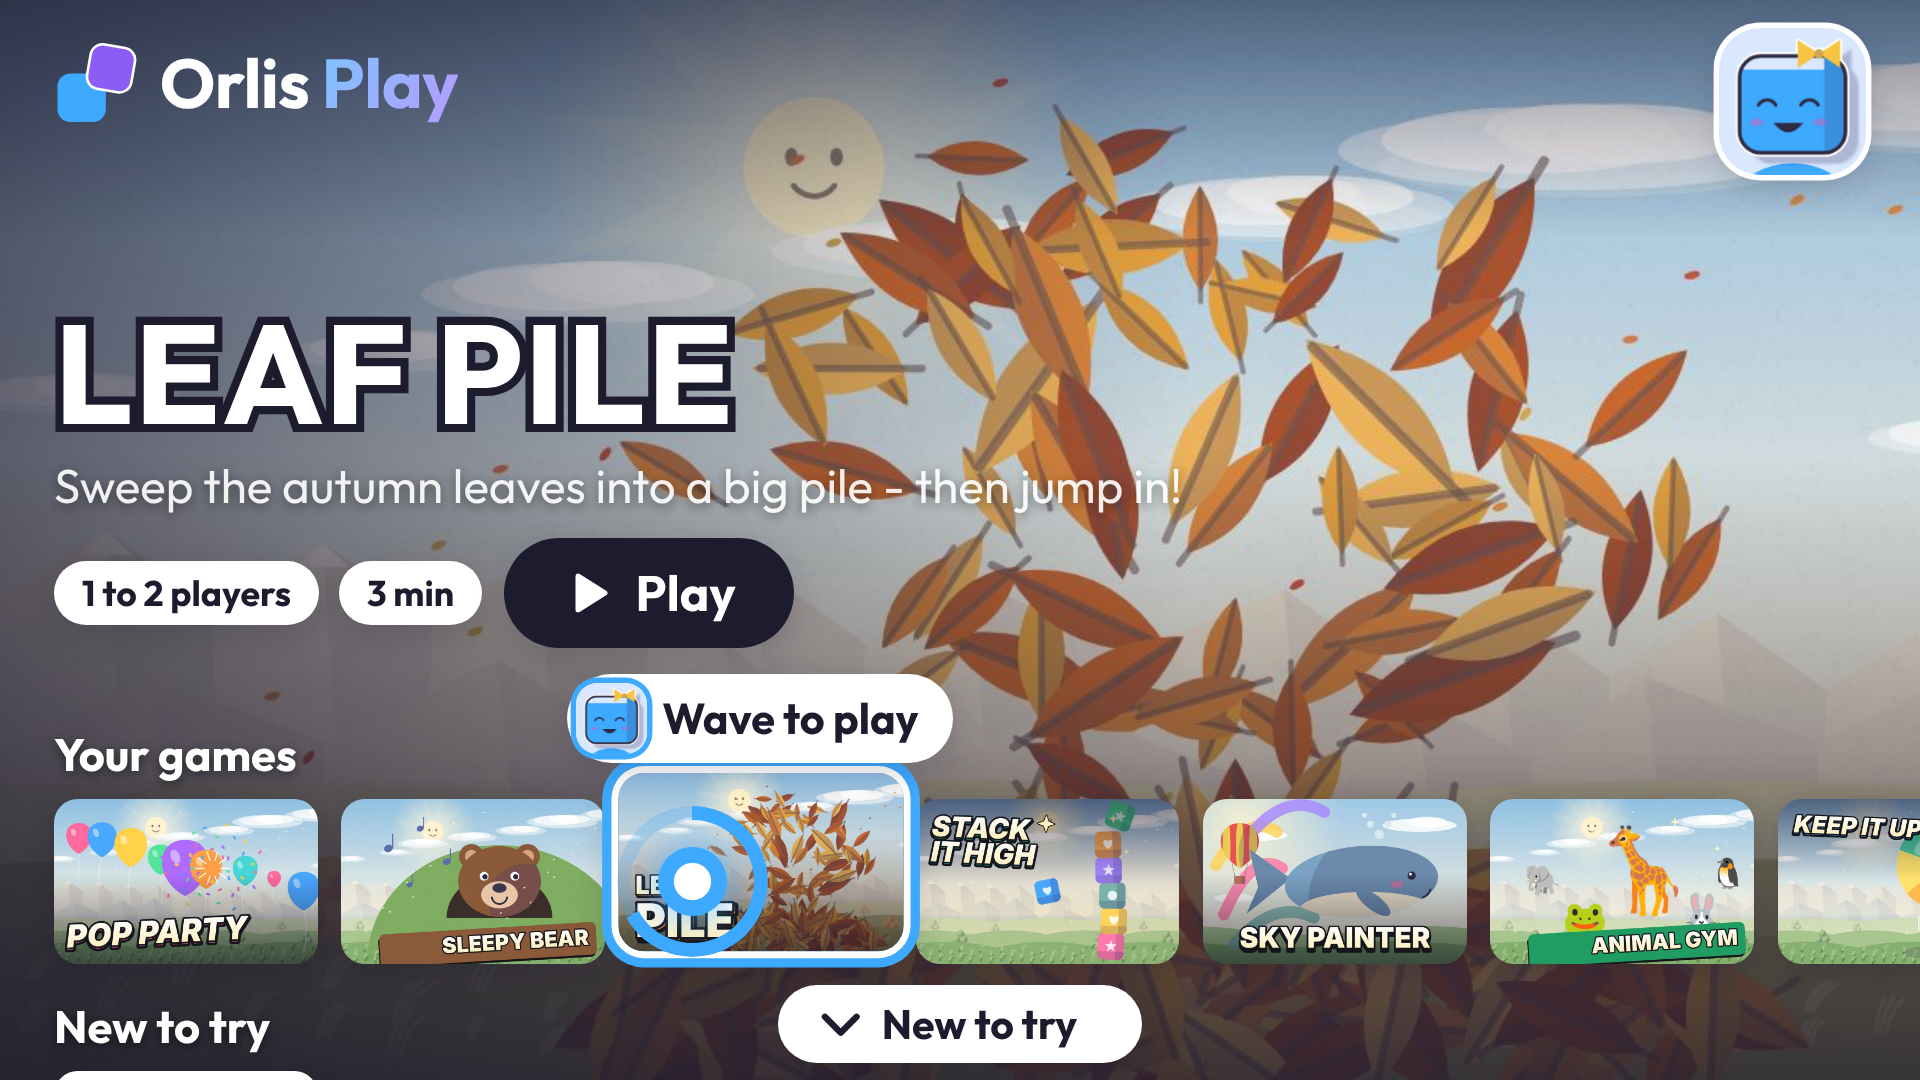 Orlis Play
LEAF PILE
Sweep the autumn leaves into a big pile - then jump in!
1 to 2 players
3 min
Play
Wave to play
Your games
POP PARTY
SLEEPY BEAR
PILE
STACK
IT HIGH
SKY PAINTER
ANIMAL GYM
KEEP IT UP
New to try
New to try